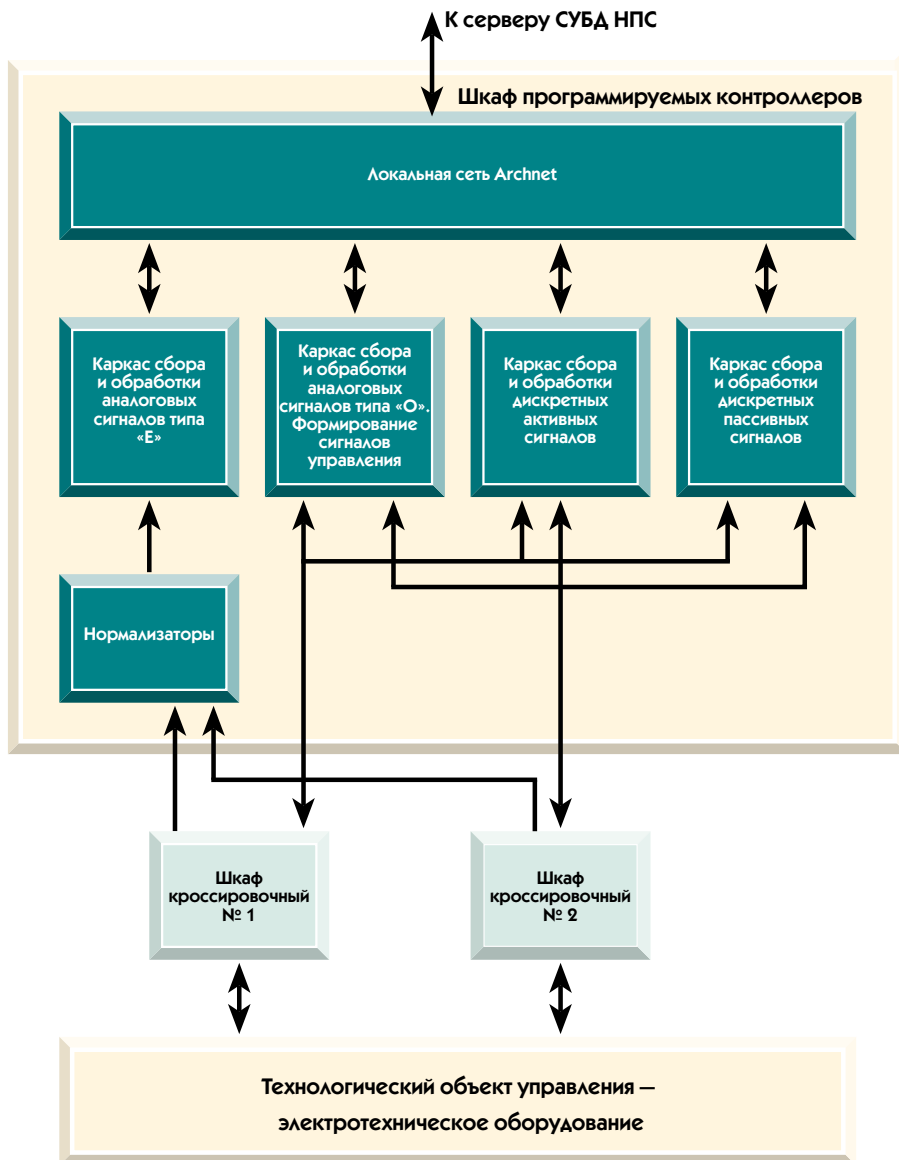 К серверу СУБД НПС
Шкаф программируемых контроллеров
Локальная сеть Archnet
Каркас сбора
и обработки
аналоговых
сигналов типа
«Е»
Каркас сбора
и обработки
аналоговых
сигналов типа «О».
Формирование
сигналов
управления
Каркас сбора
и обработки
дискретных
активных
сигналов
Каркас сбора
и обработки
дискретных
пассивных
сигналов
Нормализаторы
Шкаф
кроссировочный
№ 1
Шкаф
кроссировочный
№ 2
Технологический объект управления —
электротехническое оборудование